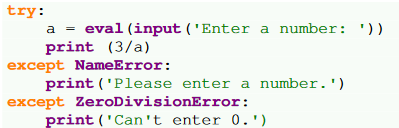 try:
    a = eval(input('Enter a number: '))
    print (3/a)
except NameError:
    print('Please enter a number.')
except ZeroDivisionError:
    print('Can't enter 0.')